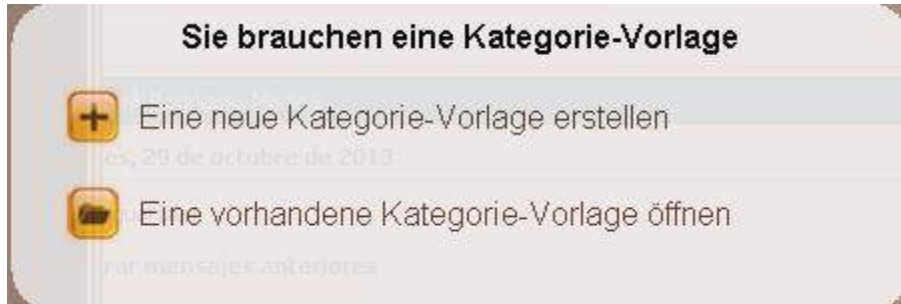 Sie brauchen eine Kategorie-Vorlage
Eine neue Kategorie-Vorlage erstellen
es, 29 de octubre de 2013
Eine vorhandene Kategorie-Vorlage öffnen
rar mensajes anteriores